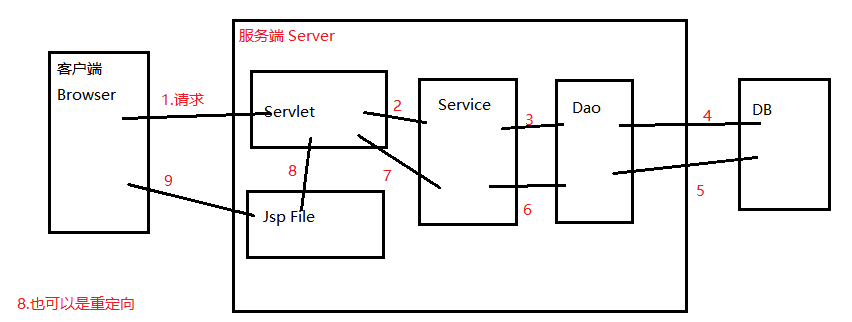 服务端 Server
客户端
Browser
1.请求
Servlet
2
Service
3
Dao
4
DB
5
6
7
8
Jsp File
9
8.也可以是重定向